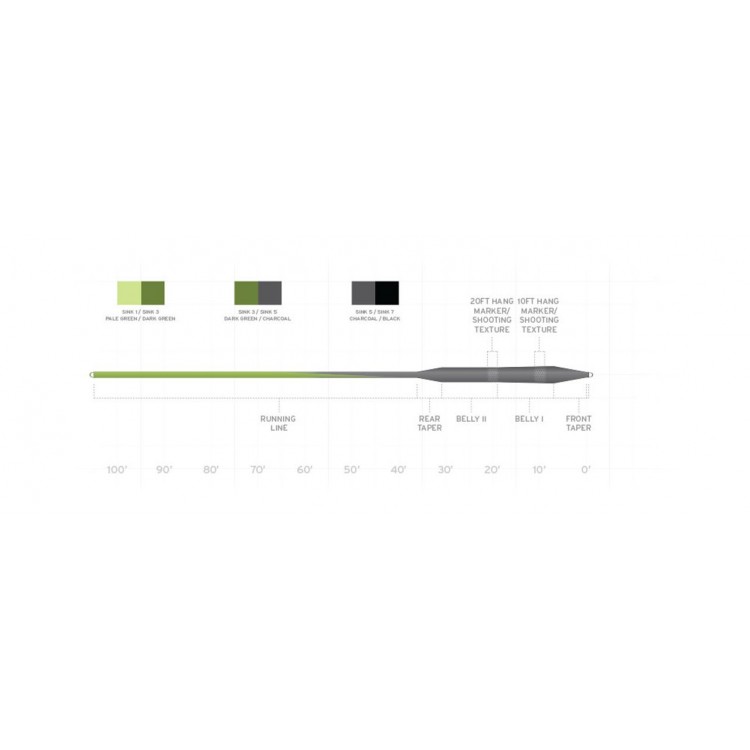 SINK 1 / SINK 3
PALE GREEN / DARK GREEN
SINK 3 / SINK 5
DARK GREEN / CHARCOAL
SINK 5 / SINK 7
CHARCOAL / BLACK
20FT HANG
MARKER/
SHOOTING
TEXTURE
10FT HANG
MARKER/
SHOOTING
TEXTURE
RUNNING
LINE
REAR
TAPER
BELLY II
BELLY I
FRONT
TAPER
100' 90' 80' 70' 60' 50' 40' 30' 20' 10' 0'